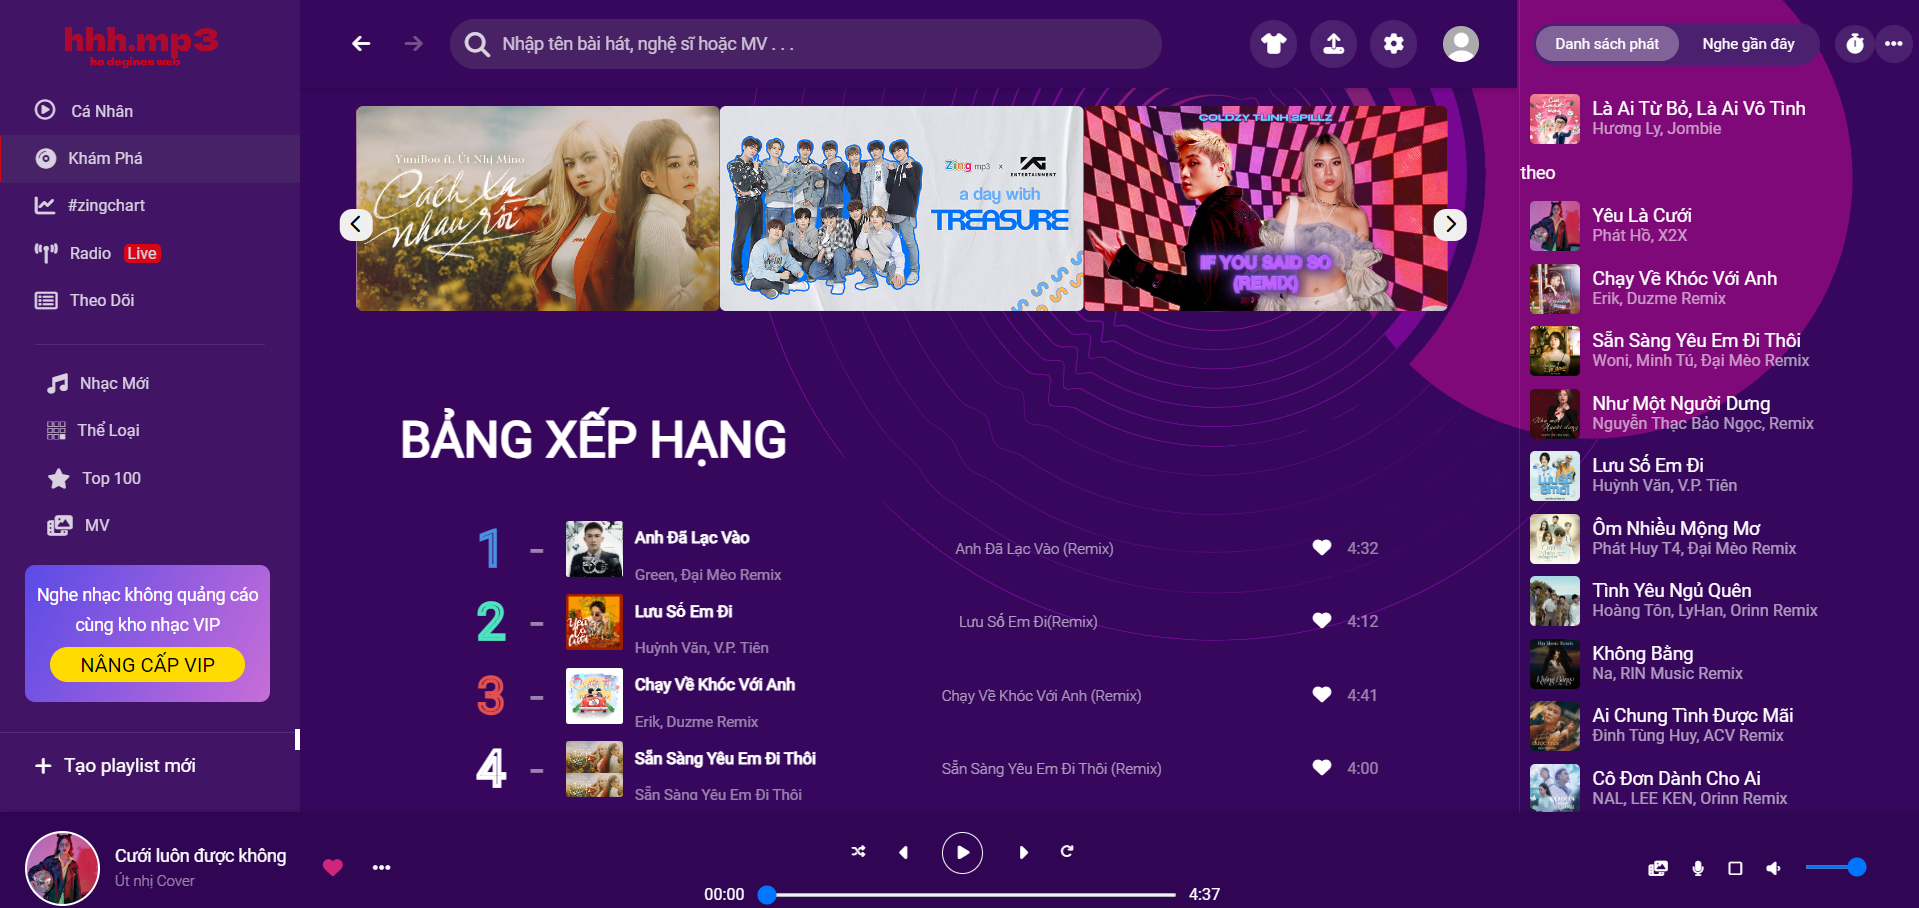 hhh.mp3
ho deginee web
Cá Nhân
Khám Phá
#zingchart
Radio Live
Theo Dõi
Nhạc Mới
Thể Loại
Top 100
MV
Nghe nhạc không quảng cáo
cùng kho nhạc VIP
NÂNG CẤP VIP
Tạo playlist mới
Nhập tên bài hát, nghệ sĩ hoặc MV . . .
YuniBoo ft. Út Nhị Mino
Cách xa
nhau rồi
Zing mp3 x YG
ENTERTAINMENT
a day with
TREASURE
COLDZY TLINH 2PILLZ
IF YOU SAID SO
(REMIX)
BẢNG XẾP HẠNG
1 - Anh Đã Lạc Vào
Green, Đại Mèo Remix
Anh Đã Lạc Vào (Remix)
4:32
2 - Lưu Số Em Đi
Huỳnh Văn, V.P. Tiên
Lưu Số Em Đi(Remix)
4:12
3 - Chạy Về Khóc Với Anh
Erik, Duzme Remix
Chạy Về Khóc Với Anh (Remix)
4:41
4 - Sẵn Sàng Yêu Em Đi Thôi
Sẵn Sàng Yêu Em Đi Thôi
Sẵn Sàng Yêu Em Đi Thôi (Remix)
4:00
Danh sách phát
Nghe gần đây
Là Ai Từ Bỏ, Là Ai Vô Tình
Hương Ly, Jombie
theo
Yêu Là Cưới
Phát Hồ, X2X
Chạy Về Khóc Với Anh
Erik, Duzme Remix
Sẵn Sàng Yêu Em Đi Thôi
Woni, Minh Tú, Đại Mèo Remix
Như Một Người Dưng
Nguyễn Thạc Bảo Ngọc, Remix
Lưu Số Em Đi
Huỳnh Văn, V.P. Tiên
Ôm Nhiều Mộng Mơ
Phát Huy T4, Đại Mèo Remix
Tình Yêu Ngủ Quên
Hoàng Tôn, LyHan, Orinn Remix
Không Bằng
Na, RIN Music Remix
Ai Chung Tình Được Mãi
Đinh Tùng Huy, ACV Remix
Cô Đơn Dành Cho Ai
NAL, LEE KEN, Orinn Remix
Cưới luôn được không
Út nhị Cover
00:00
4:37